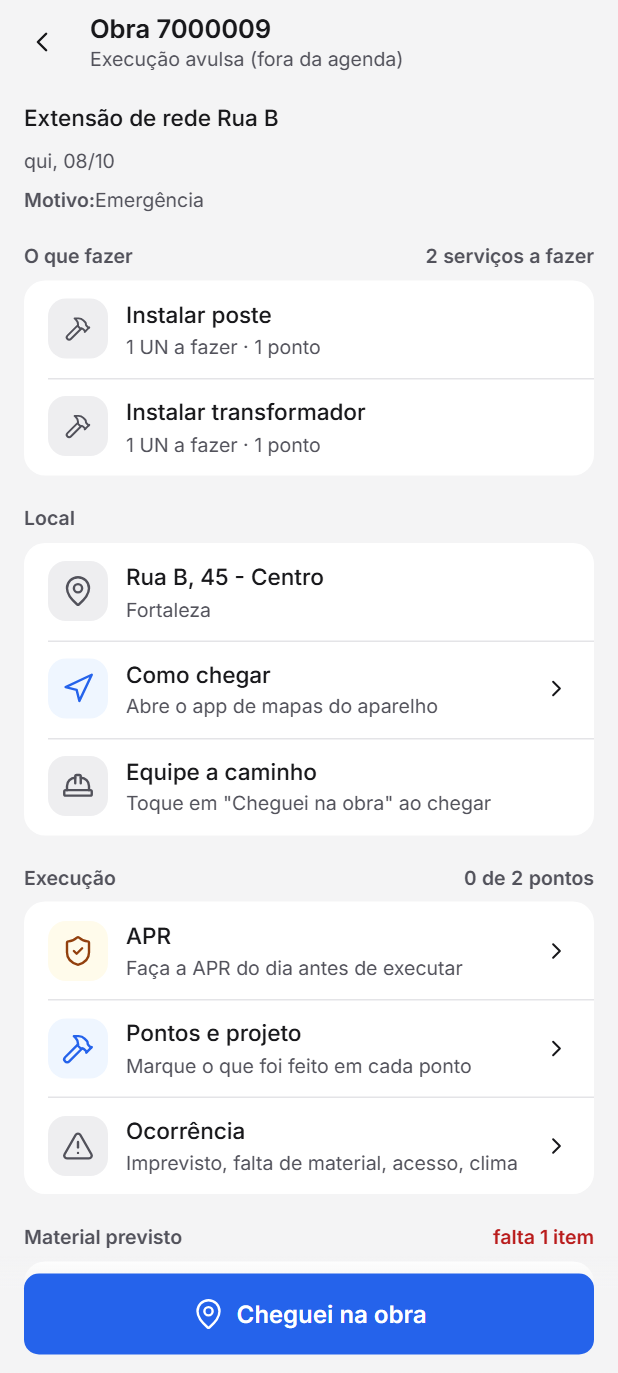 Obra 7000009
Execução avulsa (fora da agenda)
Extensão de rede Rua B
qui, 08/10
Motivo:Emergência
O que fazer 2 serviços a fazer
Instalar poste
1 UN a fazer · 1 ponto
Instalar transformador
1 UN a fazer · 1 ponto
Local
Rua B, 45 - Centro
Fortaleza
Como chegar
Abre o app de mapas do aparelho
Equipe a caminho
Toque em "Cheguei na obra" ao chegar
Execução 0 de 2 pontos
APR
Faça a APR do dia antes de executar
Pontos e projeto
Marque o que foi feito em cada ponto
Ocorrência
Imprevisto, falta de material, acesso, clima
Material previsto falta 1 item
Cheguei na obra